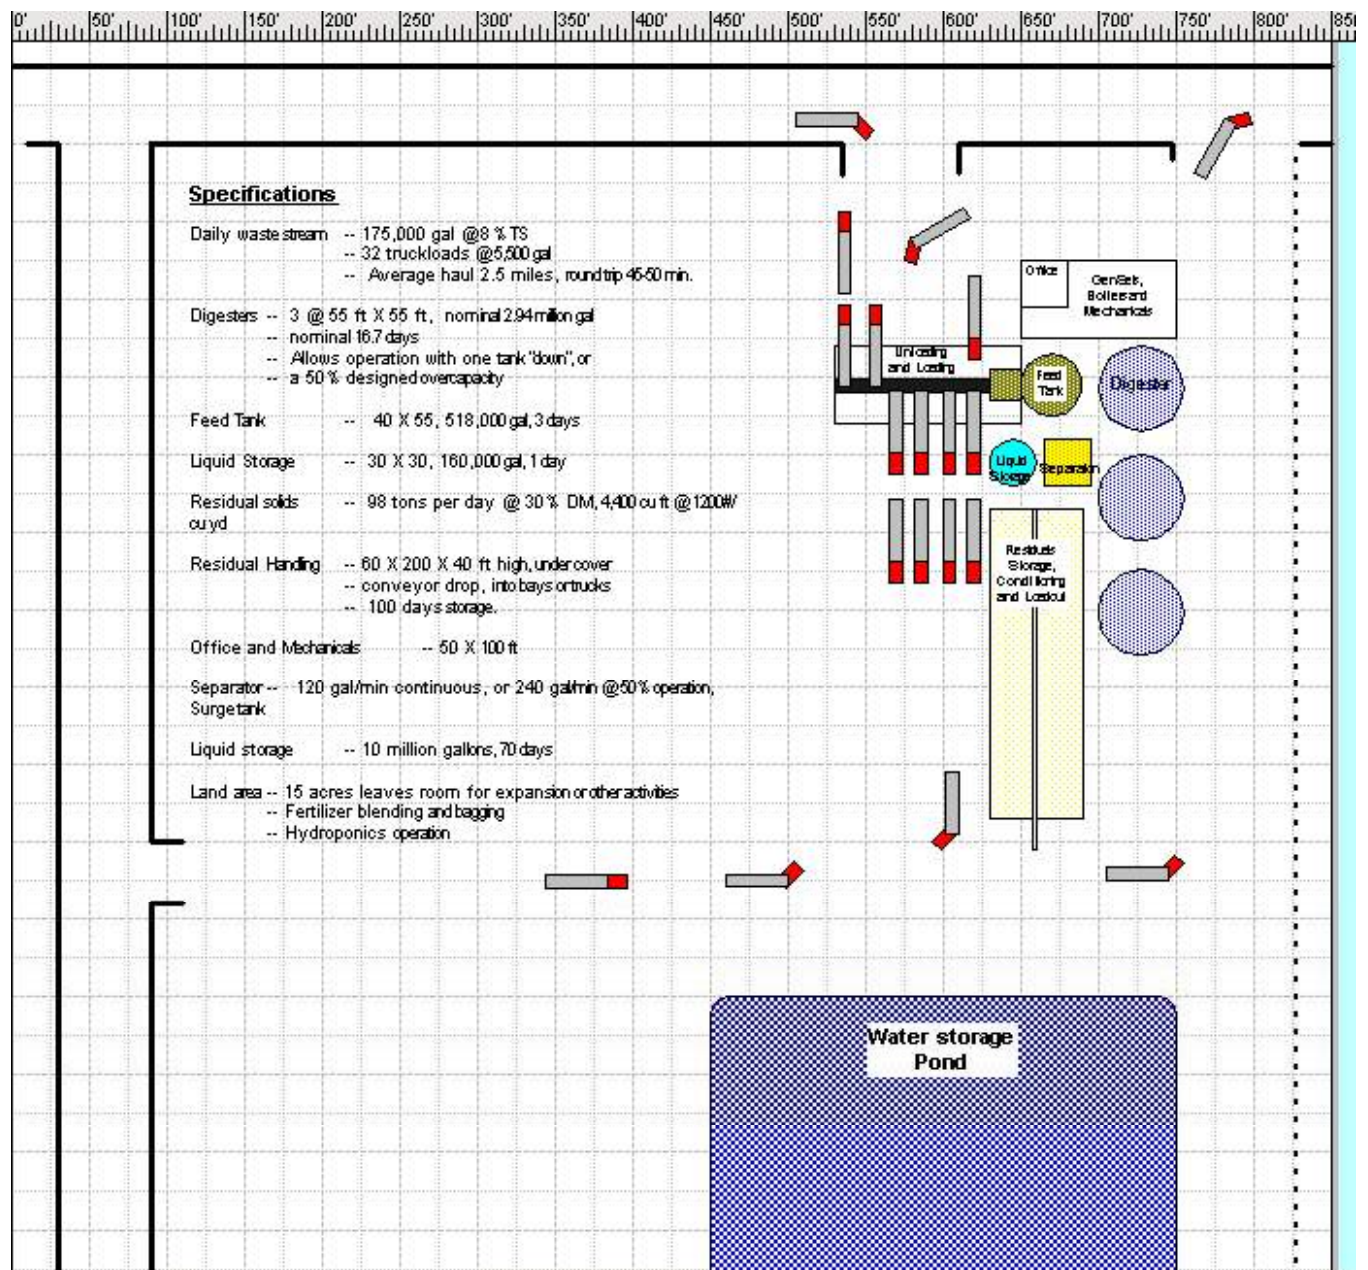 0' 50' 100' 150' 200' 250' 300' 350' 400' 450' 500' 550' 600' 650' 700' 750' 800' 850
Specifications
Daily waste stream -- 175,000 gal @8 % TS
-- 32 truckloads @5,500 gal
-- Average haul 2.5 miles, round trip 45-50 min.
Digesters -- 3 @ 55 ft X 55 ft, nominal 2.94 million gal
-- nominal 16.7 days
-- Allows operation with one tank "down", or
-- a 50 % designed overcapacity
Feed Tank -- 40 X 55, 518,000 gal, 3 days
Liquid Storage -- 30 X 30, 160,000 gal, 1 day
Residual solids -- 98 tons per day @ 30 % DM, 4,400 cu ft @ 1200#/
cu yd
Residual Handling -- 60 X 200 X 40 ft high, under cover
-- conveyor drop, into bays or trucks
-- 100 days storage.
Office and Mechanicals -- 50 X 100 ft
Separator -- 120 gal/min continuous, or 240 gal/min @ 50 % operation,
Surge tank
Liquid storage -- 10 million gallons, 70 days
Land area -- 15 acres leaves room for expansion or other activities
-- Fertilizer blending and bagging
-- Hydroponics operation
Office
GenSets,
Boilers and
Mechanicals
Unloading
and Loading
Feed
Tank
Digester
Liquid
Storage
Separation
Residuals
Storage,
Conditioning
and Loadout
Water storage
Pond